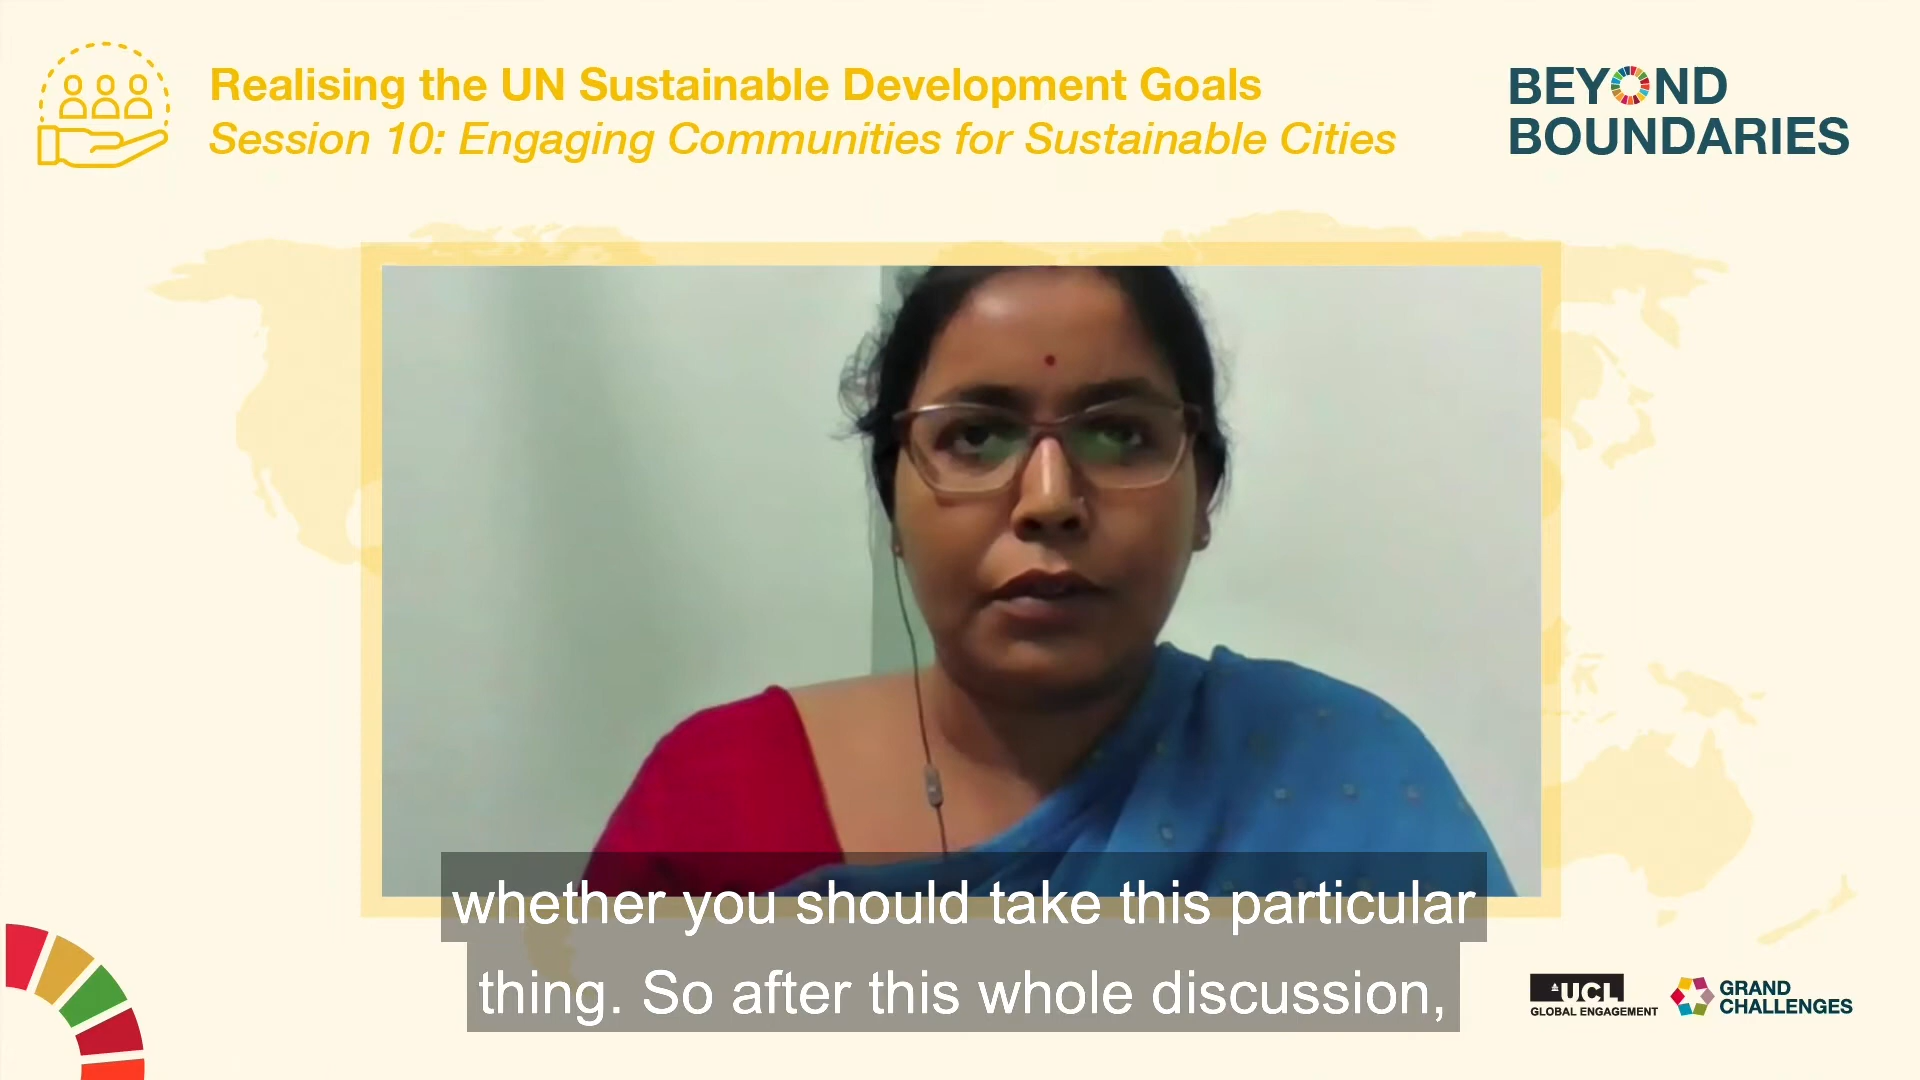 Realising the UN Sustainable Development Goals
Session 10: Engaging Communities for Sustainable Cities
BEYOND
BOUNDARIES
whether you should take this particular
thing. So after this whole discussion,
UCL
GLOBAL ENGAGEMENT
GRAND
CHALLENGES